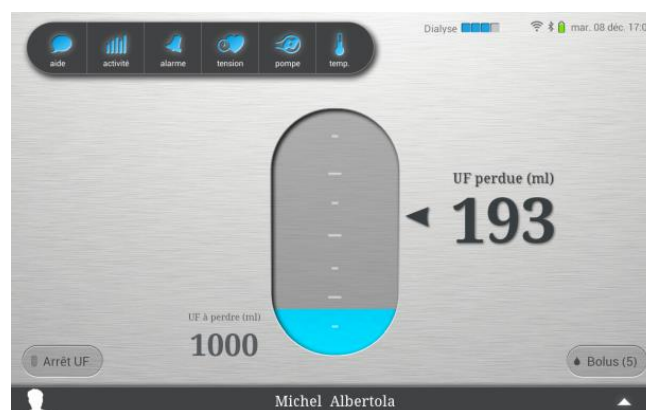 Dialyse
mar. 08 déc. 17:0
aide activité alarme tension pompe temp.
UF perdue (ml)
193
UF à perdre (ml)
1000
Arrêt UF
Bolus (5)
Michel Albertola